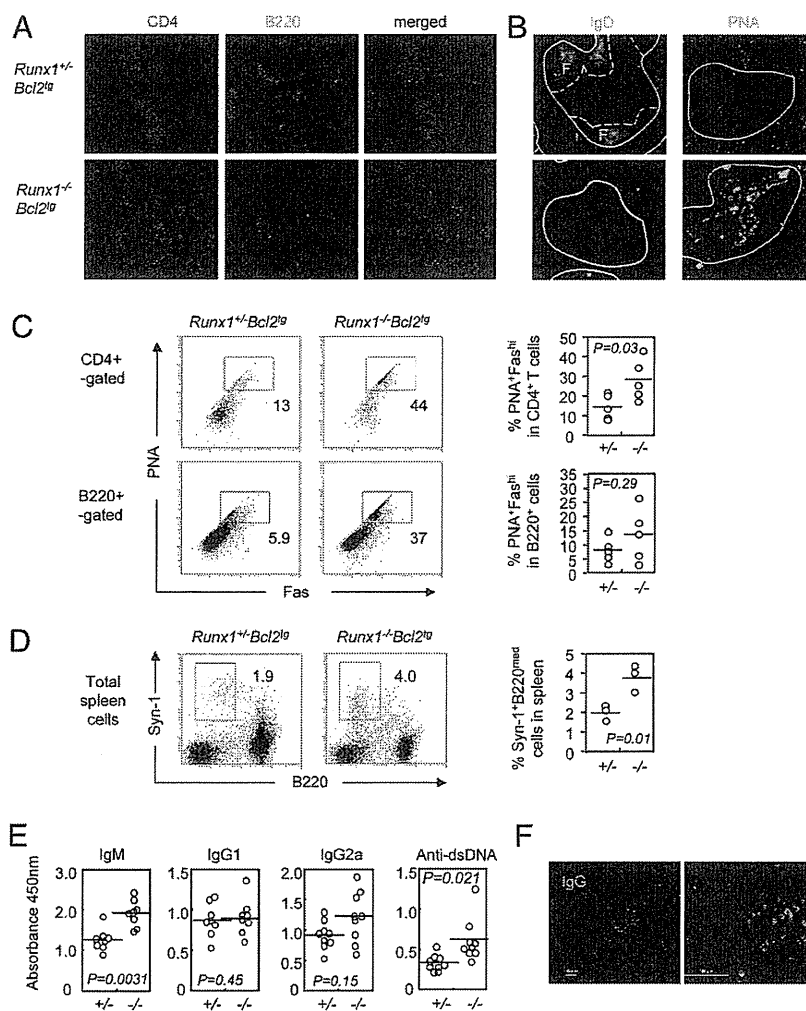 A
CD4
B220
merged
Runx1+/-
Bcl2tg
Runx1-/-
Bcl2tg
B
IgD
PNA
F
F
C
Runx1+/-Bcl2tg
Runx1-/-Bcl2tg
CD4+
-gated
13
44
B220+
-gated
5.9
37
PNA
Fas
% PNA+Fashi
in CD4+ T cells
50
40
30
20
10
0
P=0.03
+/-
-/-
% PNA+Fashi
in B220+ cells
35
30
25
20
15
10
5
0
P=0.29
+/-
-/-
D
Runx1+/-Bcl2tg
Runx1-/-Bcl2tg
Total
spleen
cells
Syn-1
1.9
4.0
B220
% Syn-1+B220med
cells in spleen
5
4
3
2
1
0
P=0.01
+/-
-/-
E
Absorbance 450nm
IgM
3.0
2.0
1.0
0
P=0.0031
+/-
-/-
IgG1
1.5
1.0
0.5
0
P=0.45
+/-
-/-
IgG2a
2.0
1.5
1.0
0.5
0
P=0.15
+/-
-/-
Anti-dsDNA
1.5
1.0
0.5
0
P=0.021
+/-
-/-
F
IgG